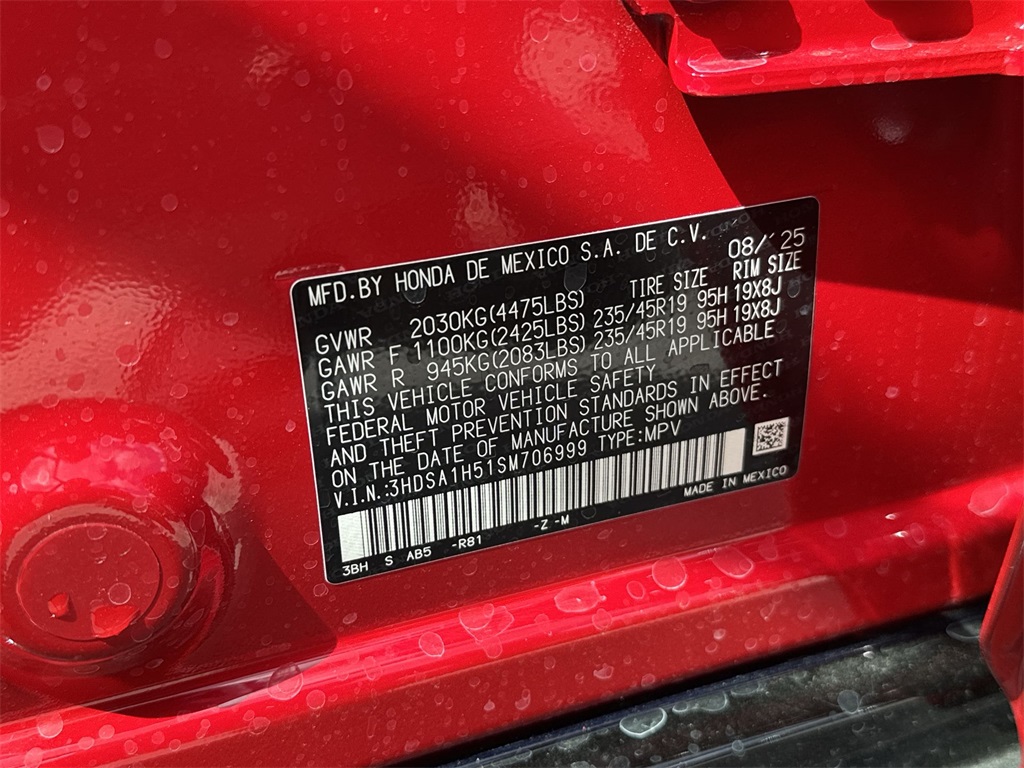 MFD.BY HONDA DE MEXICO S.A. DE C.V. 08/'25
TIRE SIZE RIM SIZE
GVWR 2030KG(4475LBS)
GAWR F 1100KG(2425LBS) 235/45R19 95H 19X8J
GAWR R 945KG(2083LBS) 235/45R19 95H 19X8J
THIS VEHICLE CONFORMS TO ALL APPLICABLE
FEDERAL MOTOR VEHICLE SAFETY
AND THEFT PREVENTION STANDARDS IN EFFECT
ON THE DATE OF MANUFACTURE SHOWN ABOVE.
V.I.N.:3HDSA1H51SM706999 TYPE:MPV
MADE IN MEXICO
3BH S AB5 -R81 -Z -M